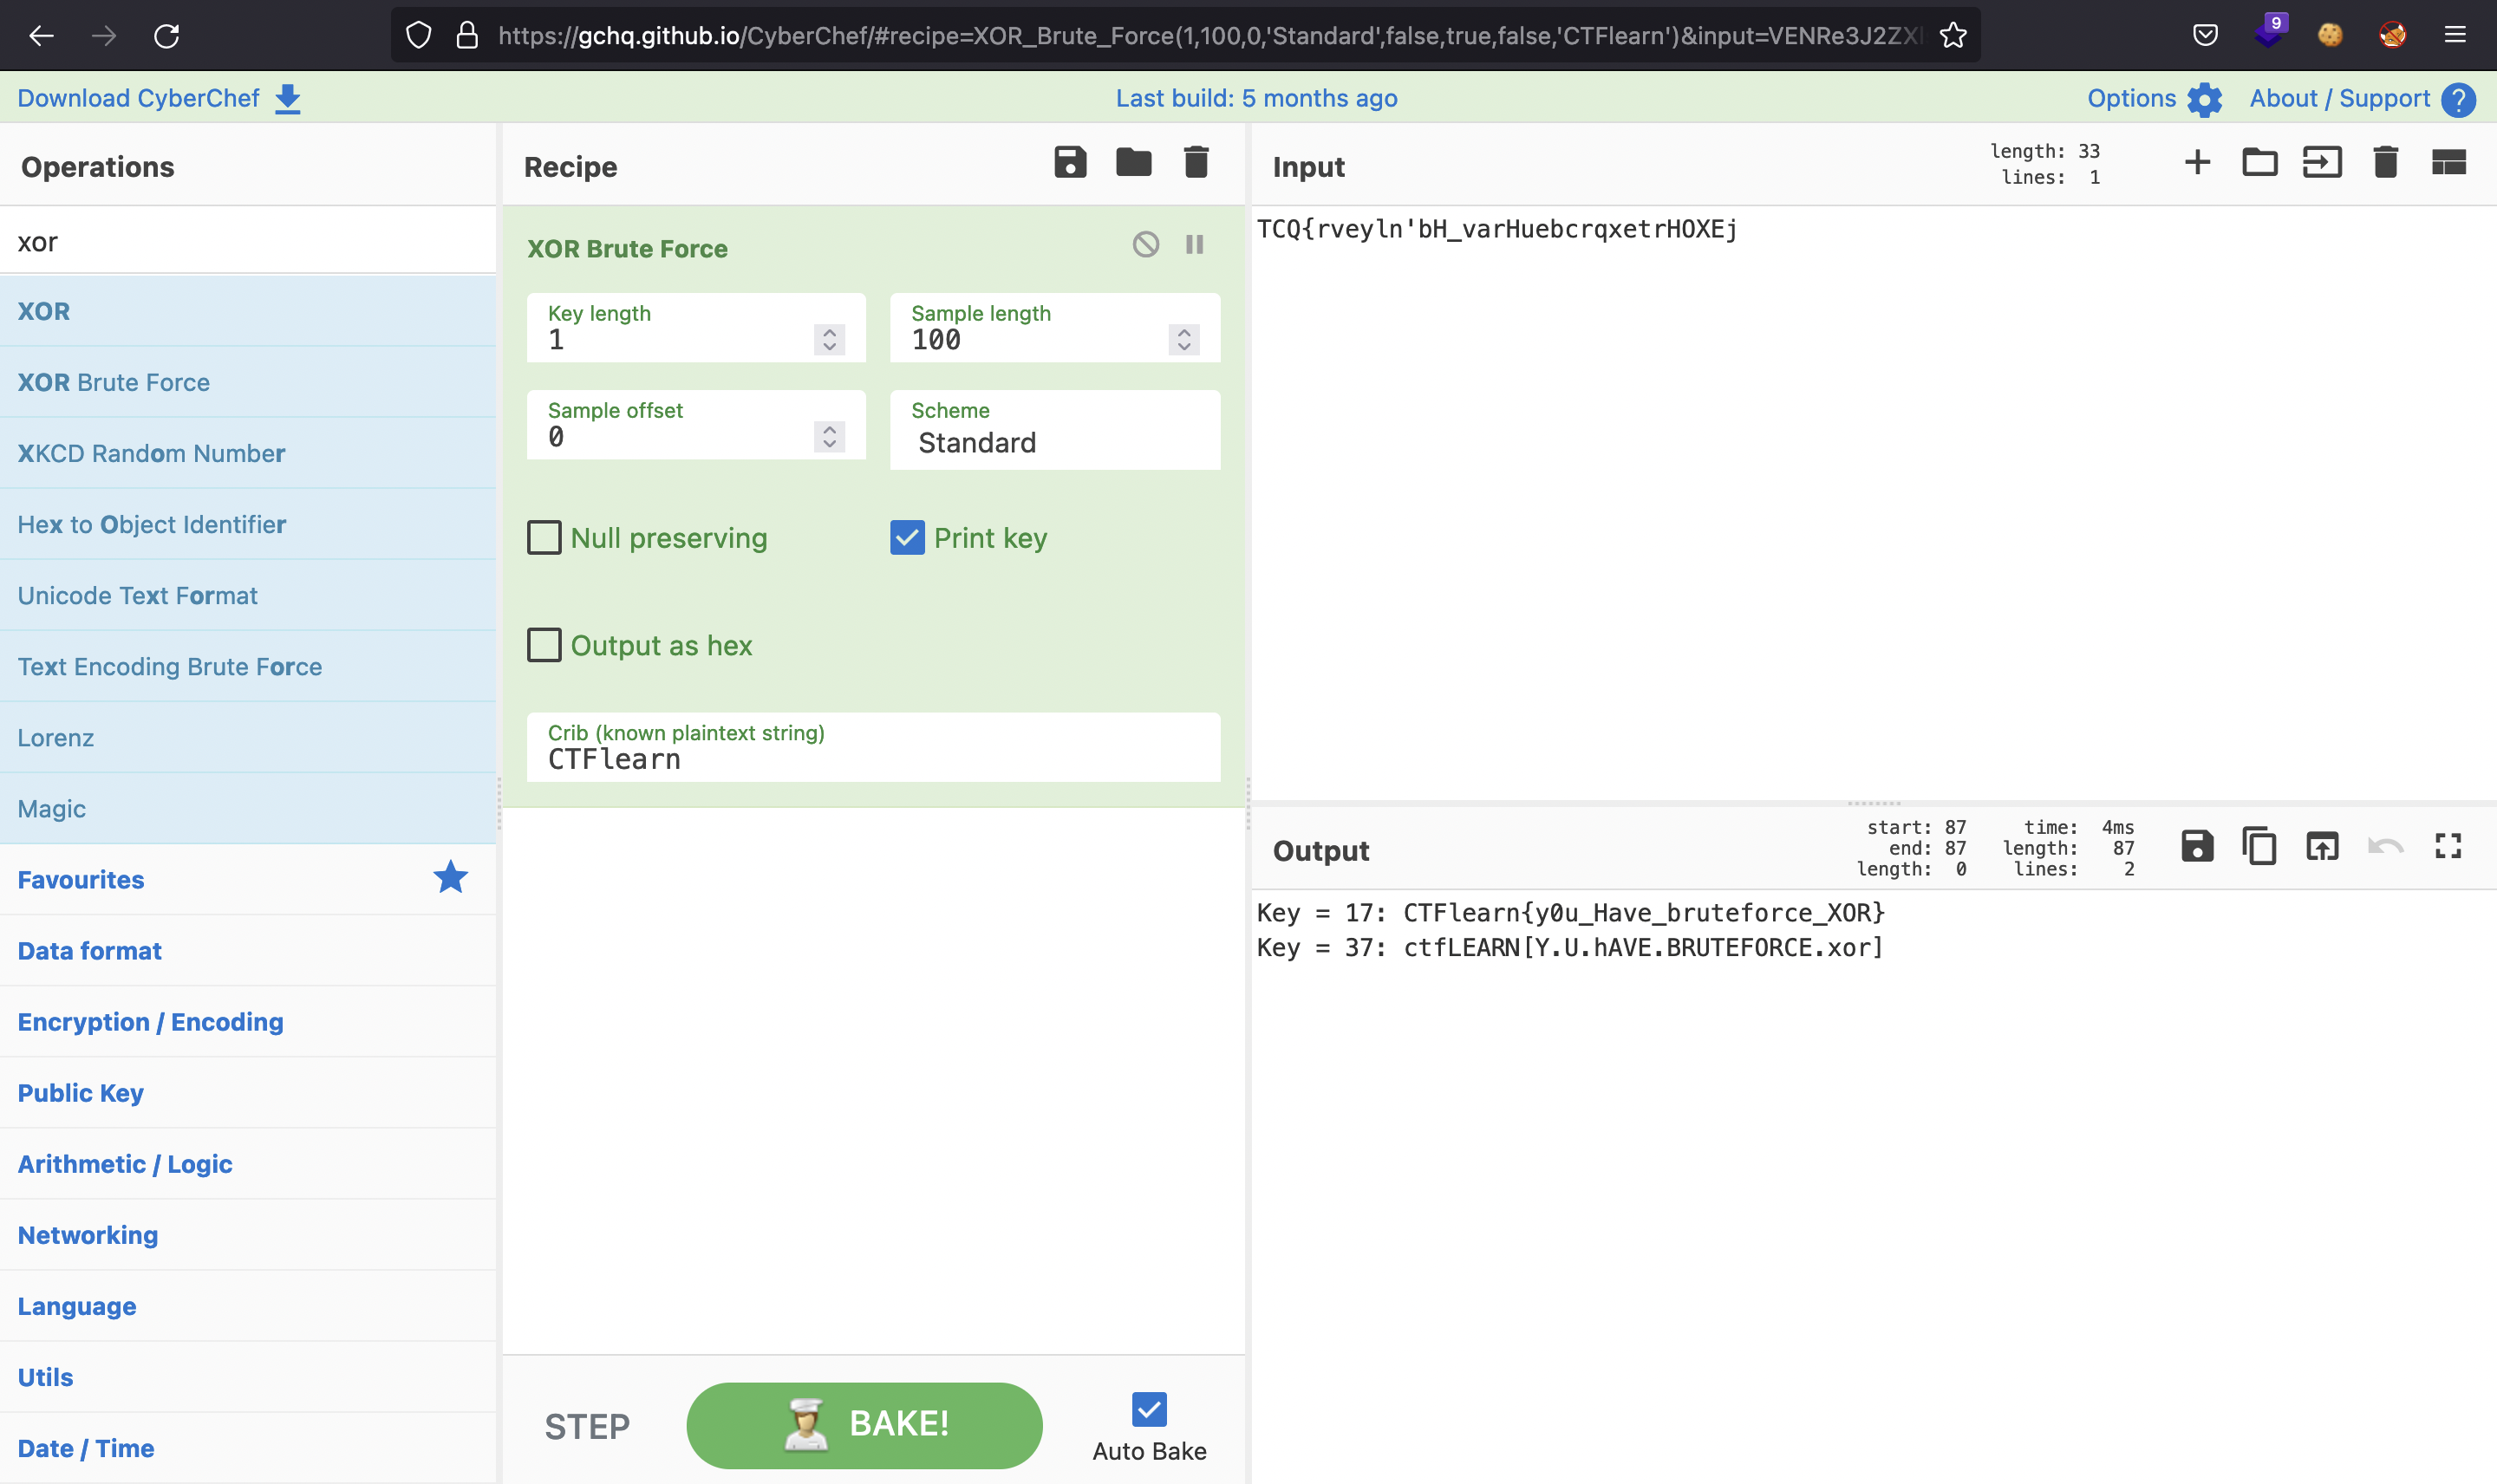 https://gchq.github.io/CyberChef/#recipe=XOR_Brute_Force(1,100,0,'Standard',false,true,false,'CTFlearn')&input=VENRe3J2ZX
9
Download CyberChef
Last build: 5 months ago
Options
About / Support
?
Operations
xor
XOR
XOR Brute Force
XKCD Random Number
Hex to Object Identifier
Unicode Text Format
Text Encoding Brute Force
Lorenz
Magic
Favourites
Data format
Encryption / Encoding
Public Key
Arithmetic / Logic
Networking
Language
Utils
Date / Time
Recipe
XOR Brute Force
Key length
1
Sample length
100
Sample offset
0
Scheme
Standard
Null preserving
Print key
Output as hex
Crib (known plaintext string)
CTFlearn
STEP
BAKE!
Auto Bake
Input
length: 33
lines: 1
TCQ{rveyln'bH_varHuebcrqxetrHOXEj
Output
start: 87
end: 87
length: 0
time: 4ms
length: 87
lines: 2
Key = 17: CTFlearn{y0u_Have_bruteforce_XOR}
Key = 37: ctfLEARN[Y.U.hAVE.BRUTEFORCE.xor]